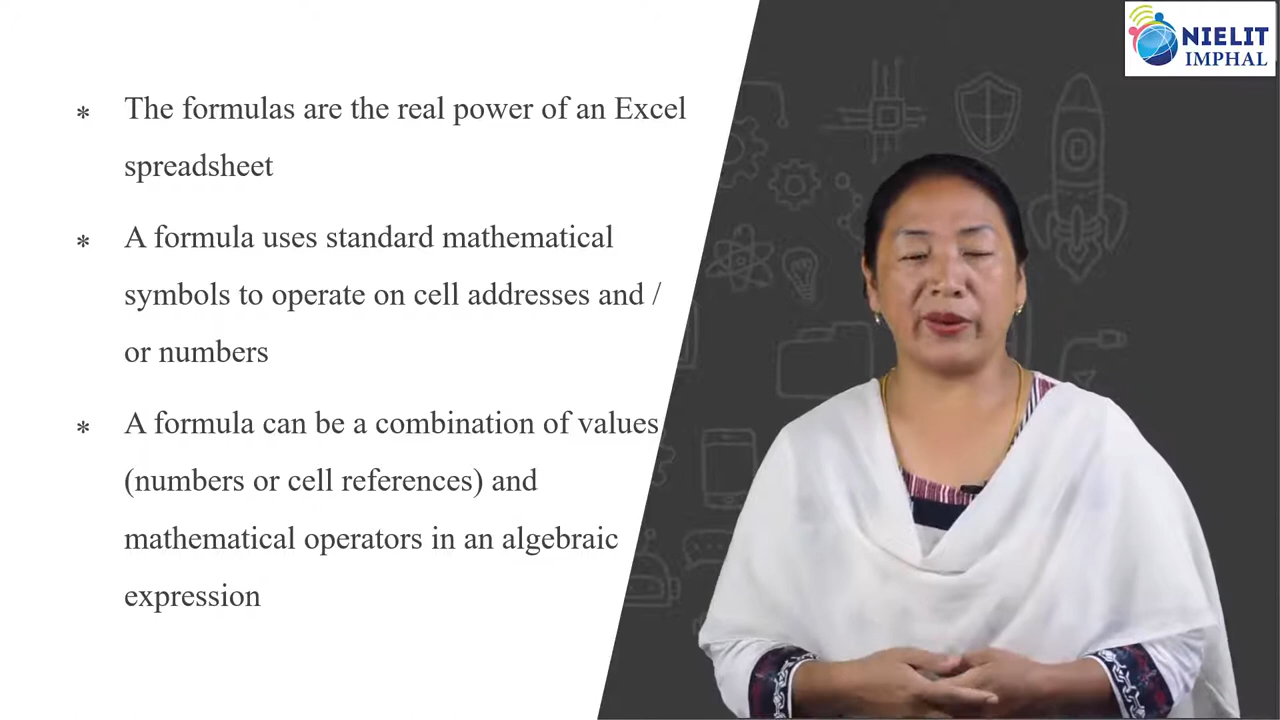 NIELIT
IMPHAL
* The formulas are the real power of an Excel
spreadsheet
* A formula uses standard mathematical
symbols to operate on cell addresses and /
or numbers
* A formula can be a combination of values
(numbers or cell references) and
mathematical operators in an algebraic
expression